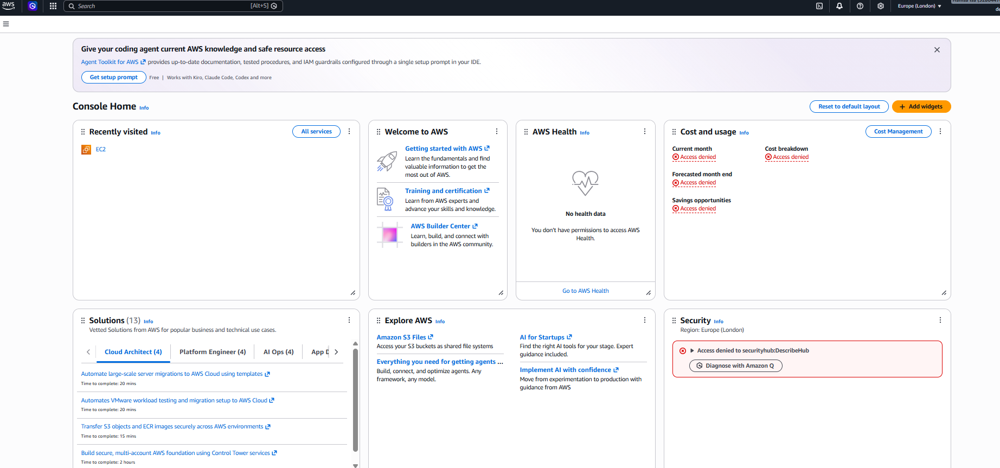 aws
Search
[Alt+S]
Europe (London)
Give your coding agent current AWS knowledge and safe resource access
Agent Toolkit for AWS provides up-to-date documentation, tested procedures, and IAM guardrails configured through a single setup prompt in your IDE.
Get setup prompt
Free | Works with Kiro, Claude Code, Codex and more
Console Home Info
Reset to default layout
Add widgets
Recently visited Info
All services
EC2
Welcome to AWS
Getting started with AWS
Learn the fundamentals and find
valuable information to get the
most out of AWS.
Training and certification
Learn from AWS experts and
advance your skills and knowledge.
AWS Builder Center
Learn, build, and connect with
builders in the AWS community.
AWS Health Info
No health data
You don't have permissions to access AWS
Health.
Go to AWS Health
Cost and usage Info
Cost Management
Current month
Access denied
Cost breakdown
Access denied
Forecasted month end
Access denied
Savings opportunities
Access denied
Solutions (13) Info
Vetted Solutions from AWS for popular business and technical use cases.
Cloud Architect (4)
Platform Engineer (4)
AI Ops (4)
App
Automate large-scale server migrations to AWS Cloud using templates
Time to complete: 20 mins
Automates VMware workload testing and migration setup to AWS Cloud
Time to complete: 20 mins
Transfer S3 objects and ECR images securely across AWS environments
Time to complete: 15 mins
Build secure, multi-account AWS foundation using Control Tower services
Time to complete: 2 hours
Explore AWS Info
Amazon S3 Files
Access your S3 buckets as shared file systems
Everything you need for getting agents ...
Build, connect, and optimize agents. Any
framework, any model.
AI for Startups
Find the right AI tools for your stage. Expert
guidance included.
Implement AI with confidence
Move from experimentation to production with
guidance from AWS
Security Info
Region: Europe (London)
Access denied to securityhub:DescribeHub
Diagnose with Amazon Q